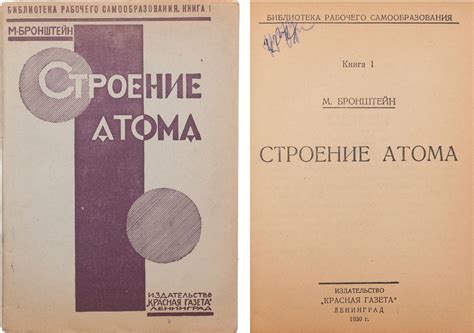 БИБЛИОТЕКА РАБОЧЕГО САМООБРАЗОВАНИЯ. КНИГА 1
М·БРОНШТЕЙН
СТРОЕНИЕ
АТОМА
ИЗДАТЕЛЬСТВО
"КРАСНАЯ ГАЗЕТА"
ЛЕНИНГРАД
БИБЛИОТЕКА РАБОЧЕГО САМООБРАЗОВАНИЯ
Книга 1
М. БРОНШТЕЙН
СТРОЕНИЕ АТОМА
ИЗДАТЕЛЬСТВО
„КРАСНАЯ ГАЗЕТА"
ЛЕНИНГРАД
1930 г.